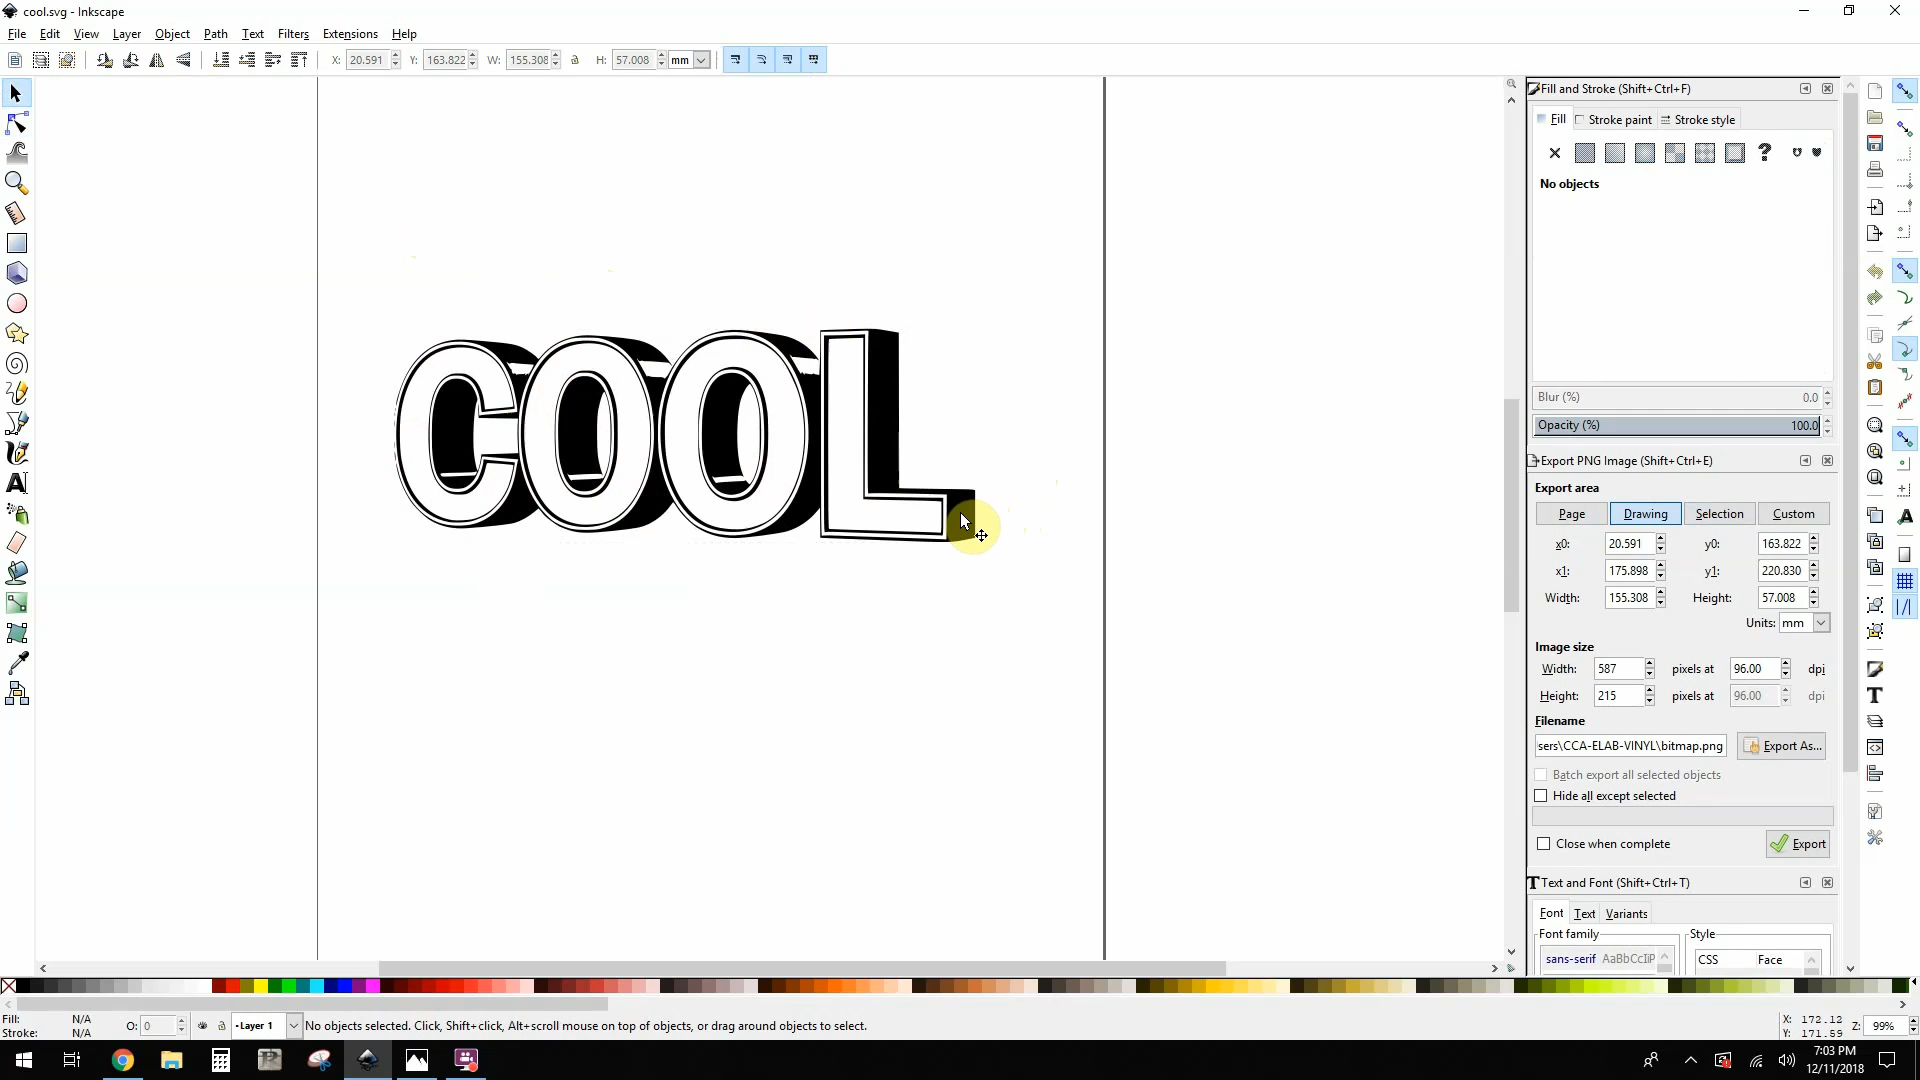 cool.svg - Inkscape
File Edit View Layer Object Path Text Filters Extensions Help
X: 20.591 Y: 163.822 W: 155.308 H: 57.008 mm
COOL
Fill and Stroke (Shift+Ctrl+F)
Fill Stroke paint Stroke style
?
No objects
Blur (%) 0.0
Opacity (%) 100.0
Export PNG Image (Shift+Ctrl+E)
Export area
Page Drawing Selection Custom
x0: 20.591 y0: 163.822
x1: 175.898 y1: 220.830
Width: 155.308 Height: 57.008
Units: mm
Image size
Width: 587 pixels at 96.00 dpi
Height: 215 pixels at 96.00 dpi
Filename
sers\CCA-ELAB-VINYL\bitmap.png Export As...
Batch export all selected objects
Hide all except selected
Close when complete Export
Text and Font (Shift+Ctrl+T)
Font Text Variants
Font family Style
sans-serif AaBbCcIiP CSS Face
Fill: N/A O: 0 Layer 1 No objects selected. Click, Shift+click, Alt+scroll mouse on top of objects, or drag around objects to select. X: 172.12 Z: 99%
Stroke: N/A Y: 171.59
7:03 PM
12/11/2018